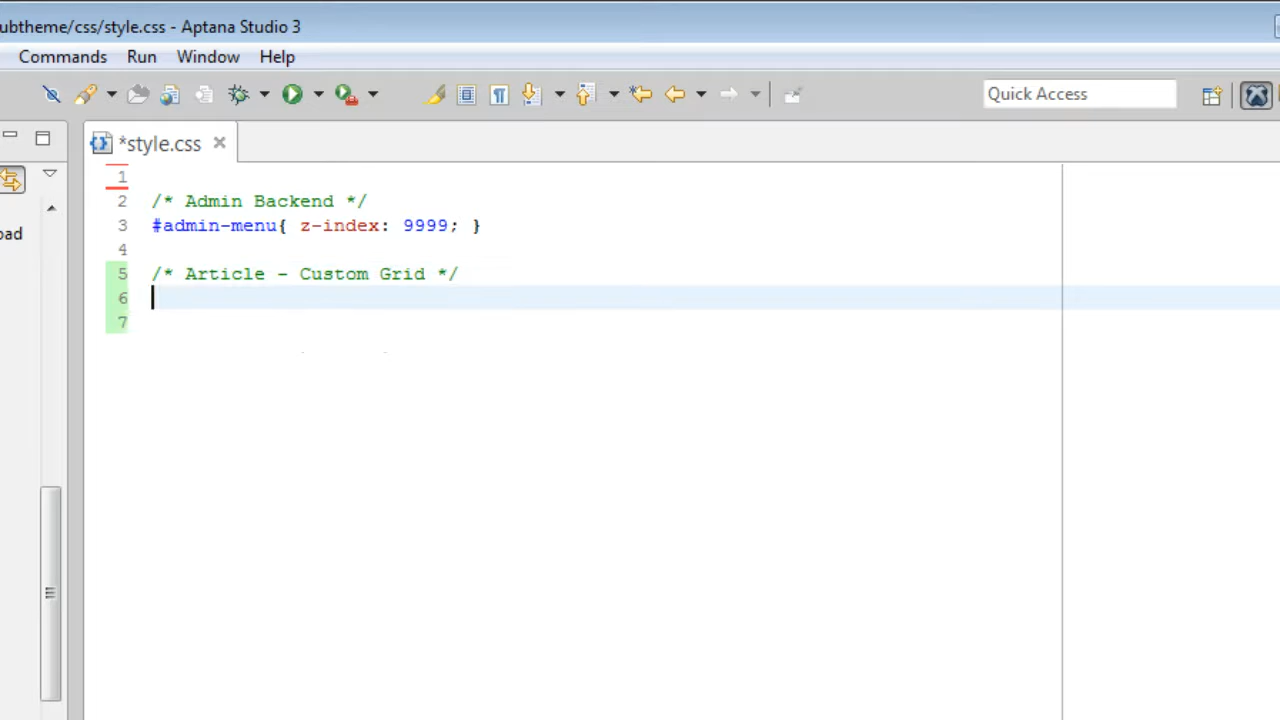 ubtheme/css/style.css - Aptana Studio 3
Commands Run Window Help
Quick Access
*style.css
oad
1
2 /* Admin Backend */
3 #admin-menu{ z-index: 9999; }
4
5 /* Article - Custom Grid */
6
7